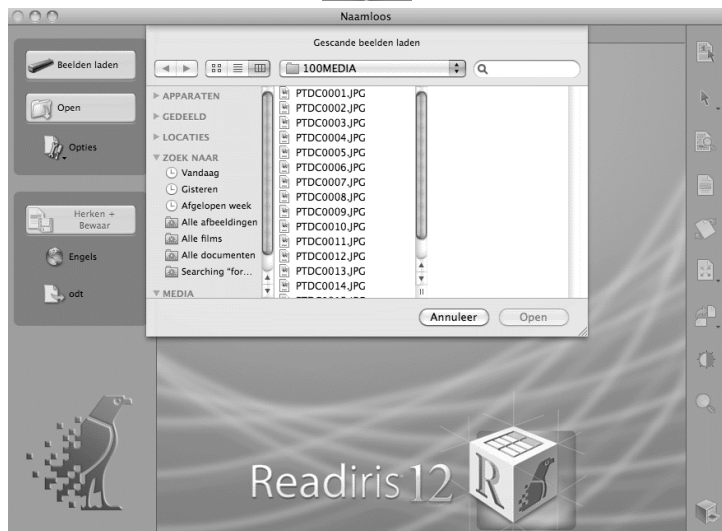 Naamloos
Gescande beelden laden
100MEDIA
Beelden laden
Open
Opties
Herken +
Bewaar
Engels
odt
APPARATEN
GEDEELD
LOCATIES
ZOEK NAAR
Vandaag
Gisteren
Afgelopen week
Alle afbeeldingen
Alle films
Alle documenten
Searching "for...
MEDIA
PTDC0001.JPG
PTDC0002.JPG
PTDC0003.JPG
PTDC0004.JPG
PTDC0005.JPG
PTDC0006.JPG
PTDC0007.JPG
PTDC0008.JPG
PTDC0009.JPG
PTDC0010.JPG
PTDC0011.JPG
PTDC0012.JPG
PTDC0013.JPG
PTDC0014.JPG
Annuleer
Open
Readiris 12
R